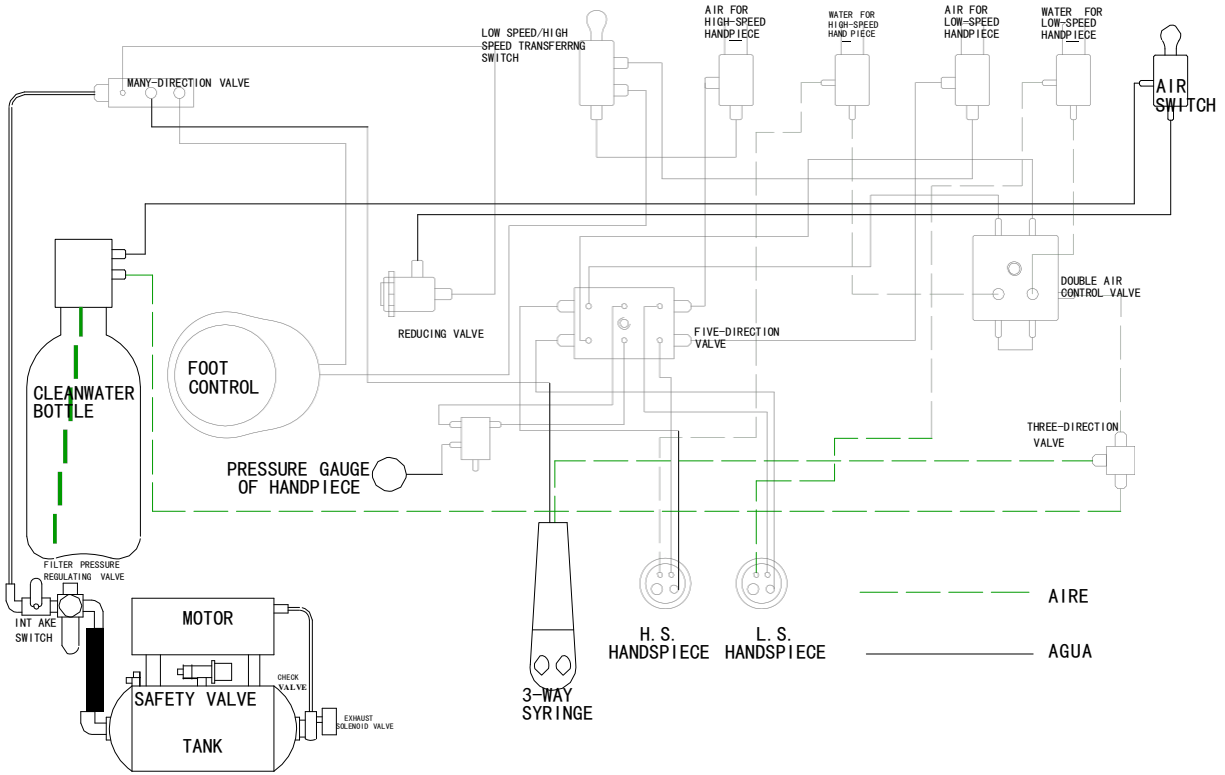 LOW SPEED/HIGH
SPEED TRANSFERRNG
SWITCH
AIR FOR
HIGH-SPEED
HANDPIECE
WATER FOR
HIGH-SPEED
HAND PIECE
AIR FOR
LOW-SPEED
HANDPIECE
WATER FOR
LOW-SPEED
HANDPIECE
AIR
SWITCH
MANY-DIRECTION VALVE
DOUBLE AIR
CONTROL VALVE
REDUCING VALVE
FIVE-DIRECTION
VALVE
FOOT
CONTROL
CLEANWATER
BOTTLE
THREE-DIRECTION
VALVE
PRESSURE GAUGE
OF HANDPIECE
FILTER PRESSURE
REGULATING VALVE
INT AKE
SWITCH
MOTOR
H.S.
HANDSPIECE
L.S.
HANDSPIECE
AIRE
AGUA
CHECK
VALVE
SAFETY VALVE
3-WAY
SYRINGE
EXHAUST
SOLENOID VALVE
TANK